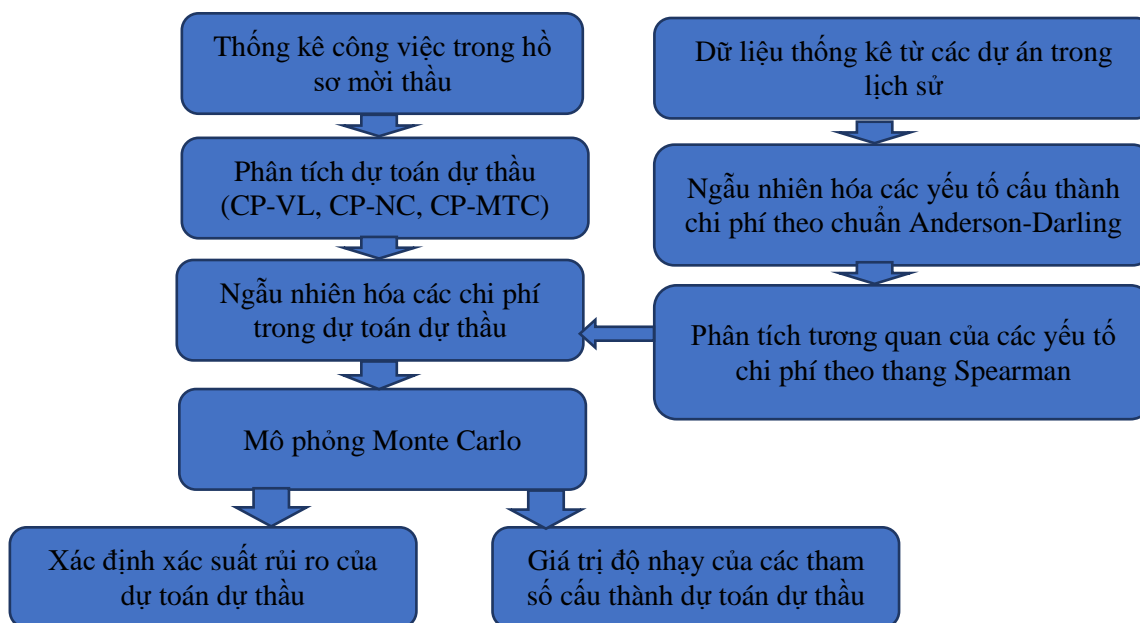 Thống kê công việc trong hồ
sơ mời thầu
Dữ liệu thống kê từ các dự án trong
lịch sử
Phân tích dự toán dự thầu
(CP-VL, CP-NC, CP-MTC)
Ngẫu nhiên hóa các yếu tố cấu thành
chi phí theo chuẩn Anderson-Darling
Ngẫu nhiên hóa các chi phí
trong dự toán dự thầu
Phân tích tương quan của các yếu tố
chi phí theo thang Spearman
Mô phỏng Monte Carlo
Xác định xác suất rủi ro của
dự toán dự thầu
Giá trị độ nhạy của các tham
số cấu thành dự toán dự thầu